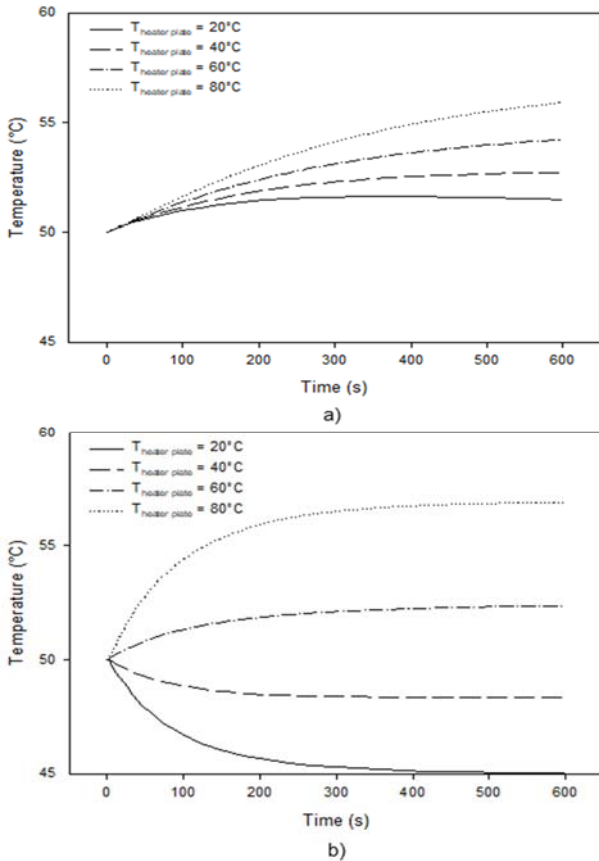 60
T heater plate = 20°C
T heater plate = 40°C
T heater plate = 60°C
T heater plate = 80°C
55
50
45
Temperature (°C)
0 100 200 300 400 500 600
Time (s)
a)
60
T heater plate = 20°C
T heater plate = 40°C
T heater plate = 60°C
T heater plate = 80°C
55
50
45
Temperature (°C)
0 100 200 300 400 500 600
Time (s)
b)